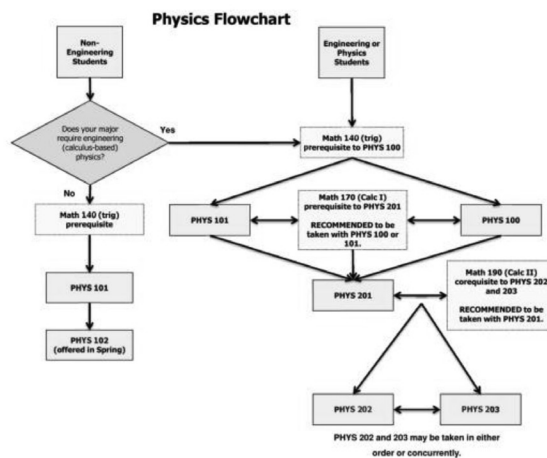 Physics Flowchart
Non-
Engineering
Students
Engineering or
Physics
Students
Does your major
require engineering
(calculus-based)
physics?
Yes
No
Math 140 (trig)
prerequisite to PHYS 100
Math 140 (trig)
prerequisite
PHYS 101
Math 170 (Calc I)
prerequisite to PHYS 201
RECOMMENDED to be
taken with PHYS 100 or
101.
PHYS 100
PHYS 101
PHYS 102
(offered in Spring)
PHYS 201
Math 190 (Calc II)
corequisite to PHYS 202
and 203
RECOMMENDED to be
taken with PHYS 201.
PHYS 202
PHYS 203
PHYS 202 and 203 may be taken in either
order or concurrently.